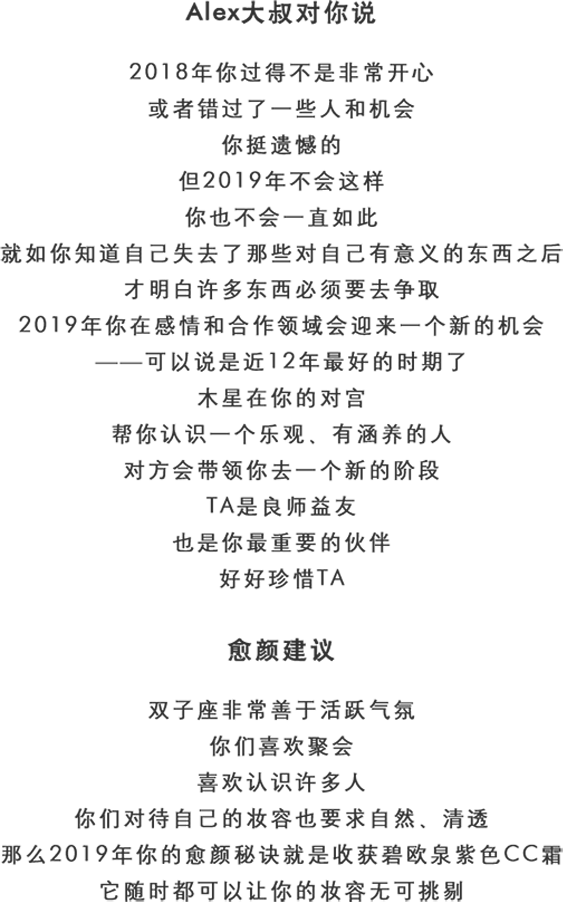 Alex大叔对你说
2018年你过得不是非常开心
或者错过了一些人和机会
你挺遗憾的
但2019年不会这样
你也不会一直如此
就如你知道自己失去了那些对自己有意义的东西之后
才明白许多东西必须要去争取
2019年你在感情和合作领域会迎来一个新的机会
——可以说是近12年最好的时期了
木星在你的对宫
帮你认识一个乐观、有涵养的人
对方会带领你去一个新的阶段
TA是良师益友
也是你最重要的伙伴
好好珍惜TA
愈颜建议
双子座非常善于活跃气氛
你们喜欢聚会
喜欢认识许多人
你们对待自己的妆容也要求自然、清透
那么2019年你的愈颜秘诀就是收获碧欧泉紫色CC霜
它随时都可以让你的妆容无可挑剔